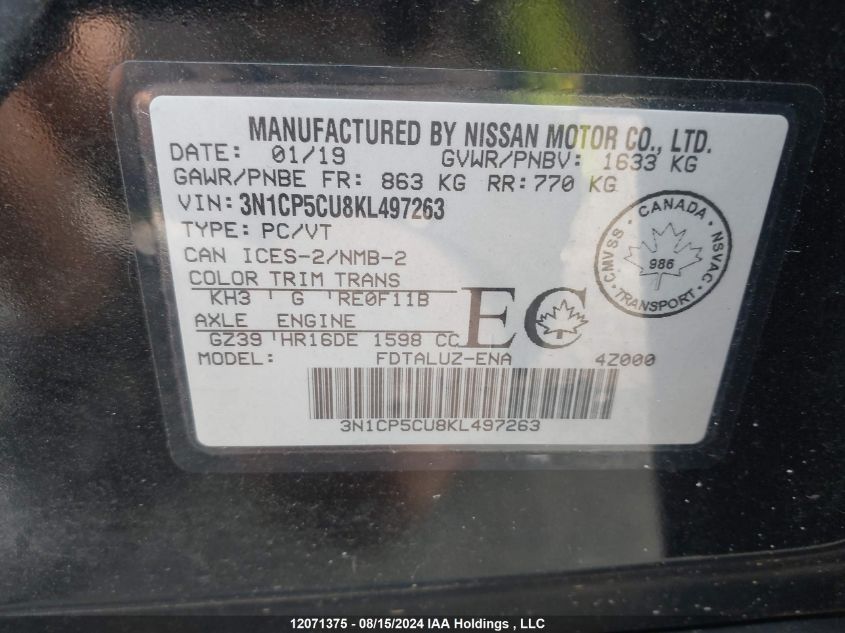 MANUFACTURED BY NISSAN MOTOR CO., LTD.
DATE: 01/19 GVWR/PNBV: 1633 KG
GAWR/PNBE FR: 863 KG RR: 770 KG
VIN: 3N1CP5CU8KL497263
TYPE: PC/VT
CAN ICES-2/NMB-2
COLOR TRIM TRANS
KH3 G RE0F11B
AXLE ENGINE
GZ39 HR16DE 1598 CC
MODEL: FDTALUZ-ENA 4Z000
EC
CANADA
CMVSS
NSVAC
986
TRANSPORT
3N1CP5CU8KL497263
12071375 - 08/15/2024 IAA Holdings , LLC